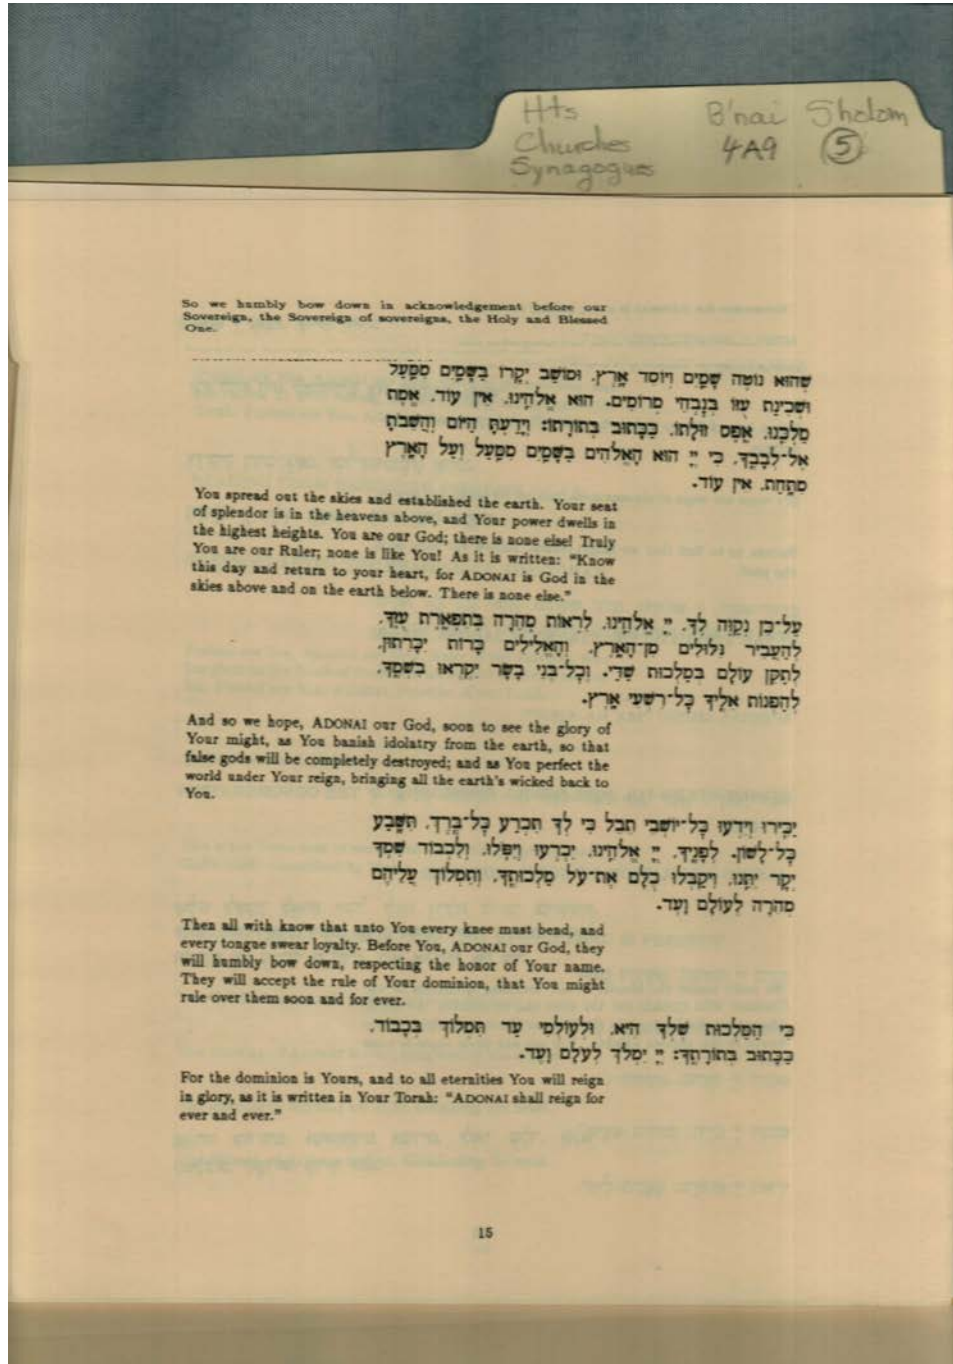 Hts B'nai Sholom
Churches 4A9 5
Synagogues
So we humbly bow down in acknowledgement before our
Sovereign, the Sovereign of sovereigns, the Holy and Blessed
One.
שֶׁהוּא נוֹטֶה שָׁמַֽיִם וְיוֹסֵד אָֽרֶץ. וּמוֹשַׁב יְקָרוֹ בַּשָּׁמַֽיִם מִמַּֽעַל
וּשְׁכִינַת עֻזּוֹ בְּגָבְהֵי מְרוֹמִים. הוּא אֱלֹהֵֽינוּ. אֵין עוֹד. אֱמֶת
מַלְכֵּֽנוּ. אֶֽפֶס זוּלָתוֹ. כַּכָּתוּב בְּתוֹרָתוֹ: וְיָדַעְתָּ הַיּוֹם וַהֲשֵׁבֹתָ
אֶל־לְבָבֶֽךָ. כִּי יְיָ הוּא הָאֱלֹהִים בַּשָּׁמַֽיִם מִמַּֽעַל וְעַל הָאָֽרֶץ
מִתָּֽחַת. אֵין עוֹד.
You spread out the skies and established the earth. Your seat
of splendor is in the heavens above, and Your power dwells in
the highest heights. You are our God; there is none else! Truly
You are our Ruler; none is like You! As it is written: "Know
this day and return to your heart, for ADONAI is God in the
skies above and on the earth below. There is none else."
עַל־כֵּן נְקַוֶּה לְךָ. יְיָ אֱלֹהֵֽינוּ. לִרְאוֹת מְהֵרָה בְּתִפְאֶֽרֶת עֻזֶּֽךָ.
לְהַעֲבִיר גִּלּוּלִים מִן־הָאָֽרֶץ. וְהָאֱלִילִים כָּרוֹת יִכָּרֵתוּן.
לְתַקֵּן עוֹלָם בְּמַלְכוּת שַׁדַּי. וְכָל־בְּנֵי בָשָׂר יִקְרְאוּ בִשְׁמֶֽךָ.
לְהַפְנוֹת אֵלֶֽיךָ כָּל־רִשְׁעֵי אָֽרֶץ.
And so we hope, ADONAI our God, soon to see the glory of
Your might, as You banish idolatry from the earth, so that
false gods will be completely destroyed; and as You perfect the
world under Your reign, bringing all the earth's wicked back to
You.
יַכִּֽירוּ וְיֵדְעוּ כָּל־יוֹשְׁבֵי תֵבֵל כִּי לְךָ תִּכְרַע כָּל־בֶּֽרֶךְ. תִּשָּׁבַע
כָּל־לָשׁוֹן. לְפָנֶֽיךָ. יְיָ אֱלֹהֵֽינוּ. יִכְרְעוּ וְיִפֹּֽלוּ. וְלִכְבוֹד שִׁמְךָ
יְקָר יִתֵּֽנוּ. וִיקַבְּלוּ כֻלָּם אֶת־עֹל מַלְכוּתֶֽךָ. וְתִמְלוֹךְ עֲלֵיהֶם
מְהֵרָה לְעוֹלָם וָעֶד.
Then all with know that unto You every knee must bend, and
every tongue swear loyalty. Before You, ADONAI our God, they
will humbly bow down, respecting the honor of Your name.
They will accept the rule of Your dominion, that You might
rule over them soon and for ever.
כִּי הַמַּלְכוּת שֶׁלְּךָ הִיא. וּלְעוֹלְמֵי עַד תִּמְלוֹךְ בְּכָבוֹד.
כַּכָּתוּב בְּתוֹרָתֶֽךָ: יְיָ יִמְלֹךְ לְעֹלָם וָעֶד.
For the dominion is Yours, and to all eternities You will reign
in glory, as it is written in Your Torah: "ADONAI shall reign for
ever and ever."
15